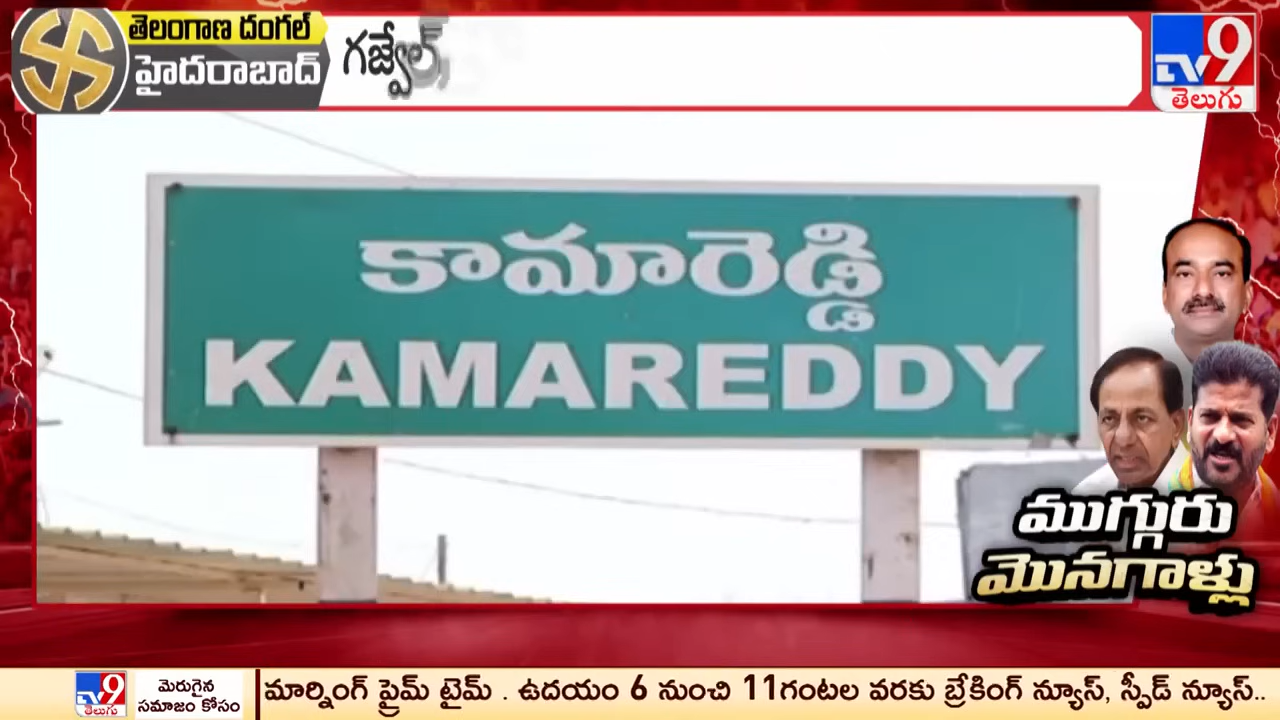 తెలంగాణ దంగల్
హైదరాబాద్
గజ్వేల్,
TV9
తెలుగు
కామారెడ్డి
KAMAREDDY
ముగ్గురు
మొనగాళ్లు
TV9
తెలుగు
మెరుగైన
సమాజం కోసం
మార్నింగ్ ప్రైమ్ టైమ్ . ఉదయం 6 నుంచి 11గంటల వరకు బ్రేకింగ్ న్యూస్, స్పీడ్ న్యూస్..